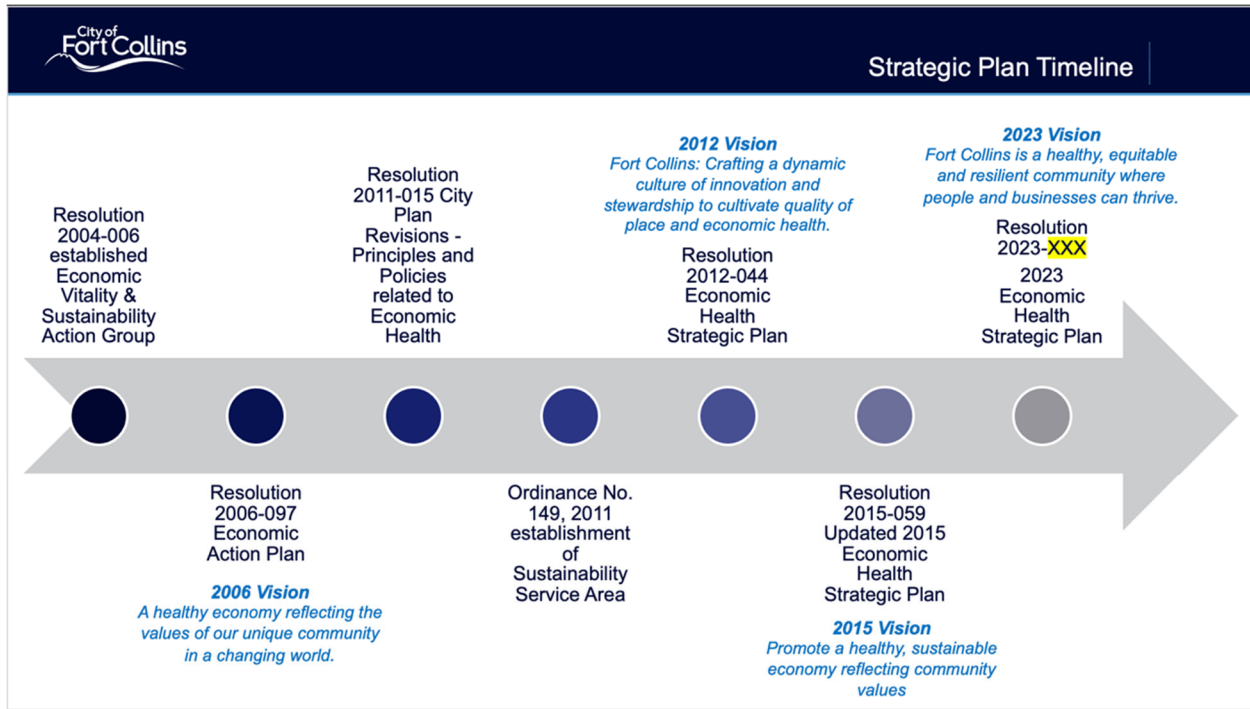 City of
Fort Collins
Strategic Plan Timeline
Resolution
2004-006
established
Economic
Vitality &
Sustainability
Action Group
Resolution
2006-097
Economic
Action Plan
2006 Vision
A healthy economy reflecting the
values of our unique community
in a changing world.
Resolution
2011-015 City
Plan
Revisions -
Principles and
Policies
related to
Economic
Health
Ordinance No.
149, 2011
establishment
of
Sustainability
Service Area
2012 Vision
Fort Collins: Crafting a dynamic
culture of innovation and
stewardship to cultivate quality of
place and economic health.
Resolution
2012-044
Economic
Health
Strategic Plan
Resolution
2015-059
Updated 2015
Economic
Health
Strategic Plan
2015 Vision
Promote a healthy, sustainable
economy reflecting community
values
2023 Vision
Fort Collins is a healthy, equitable
and resilient community where
people and businesses can thrive.
Resolution
2023-XXX
2023
Economic
Health
Strategic Plan